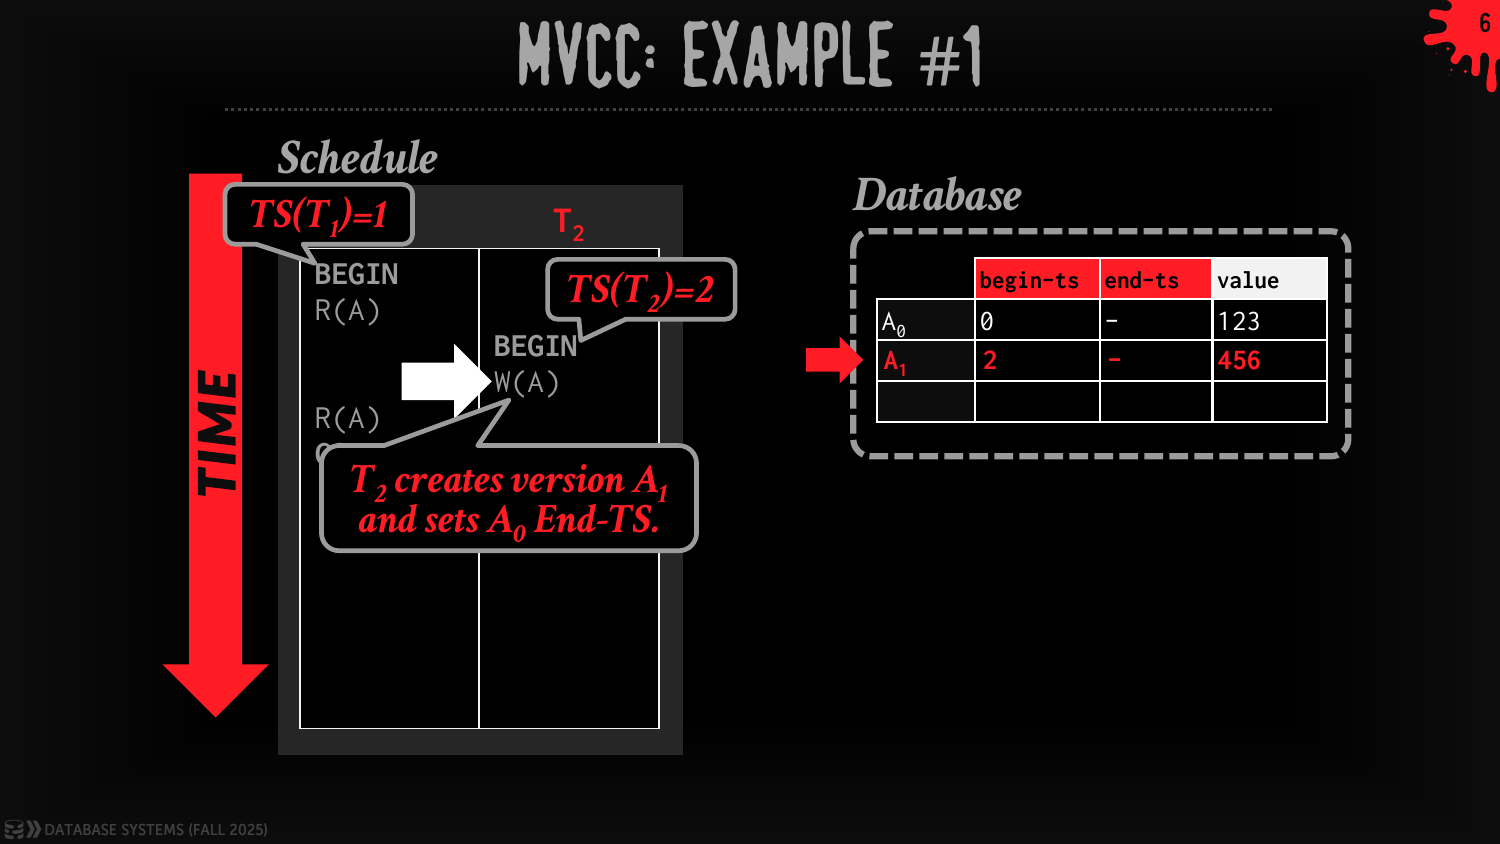 MVCC: EXAMPLE #1
6
Schedule
TS(T1)=1
T2
BEGIN
R(A)
TS(T2)=2
BEGIN
W(A)
R(A)
T2 creates version A1
and sets A0 End-TS.
TIME
Database
begin-ts end-ts value
A0 0 – 123
A1 2 – 456
DATABASE SYSTEMS (FALL 2025)